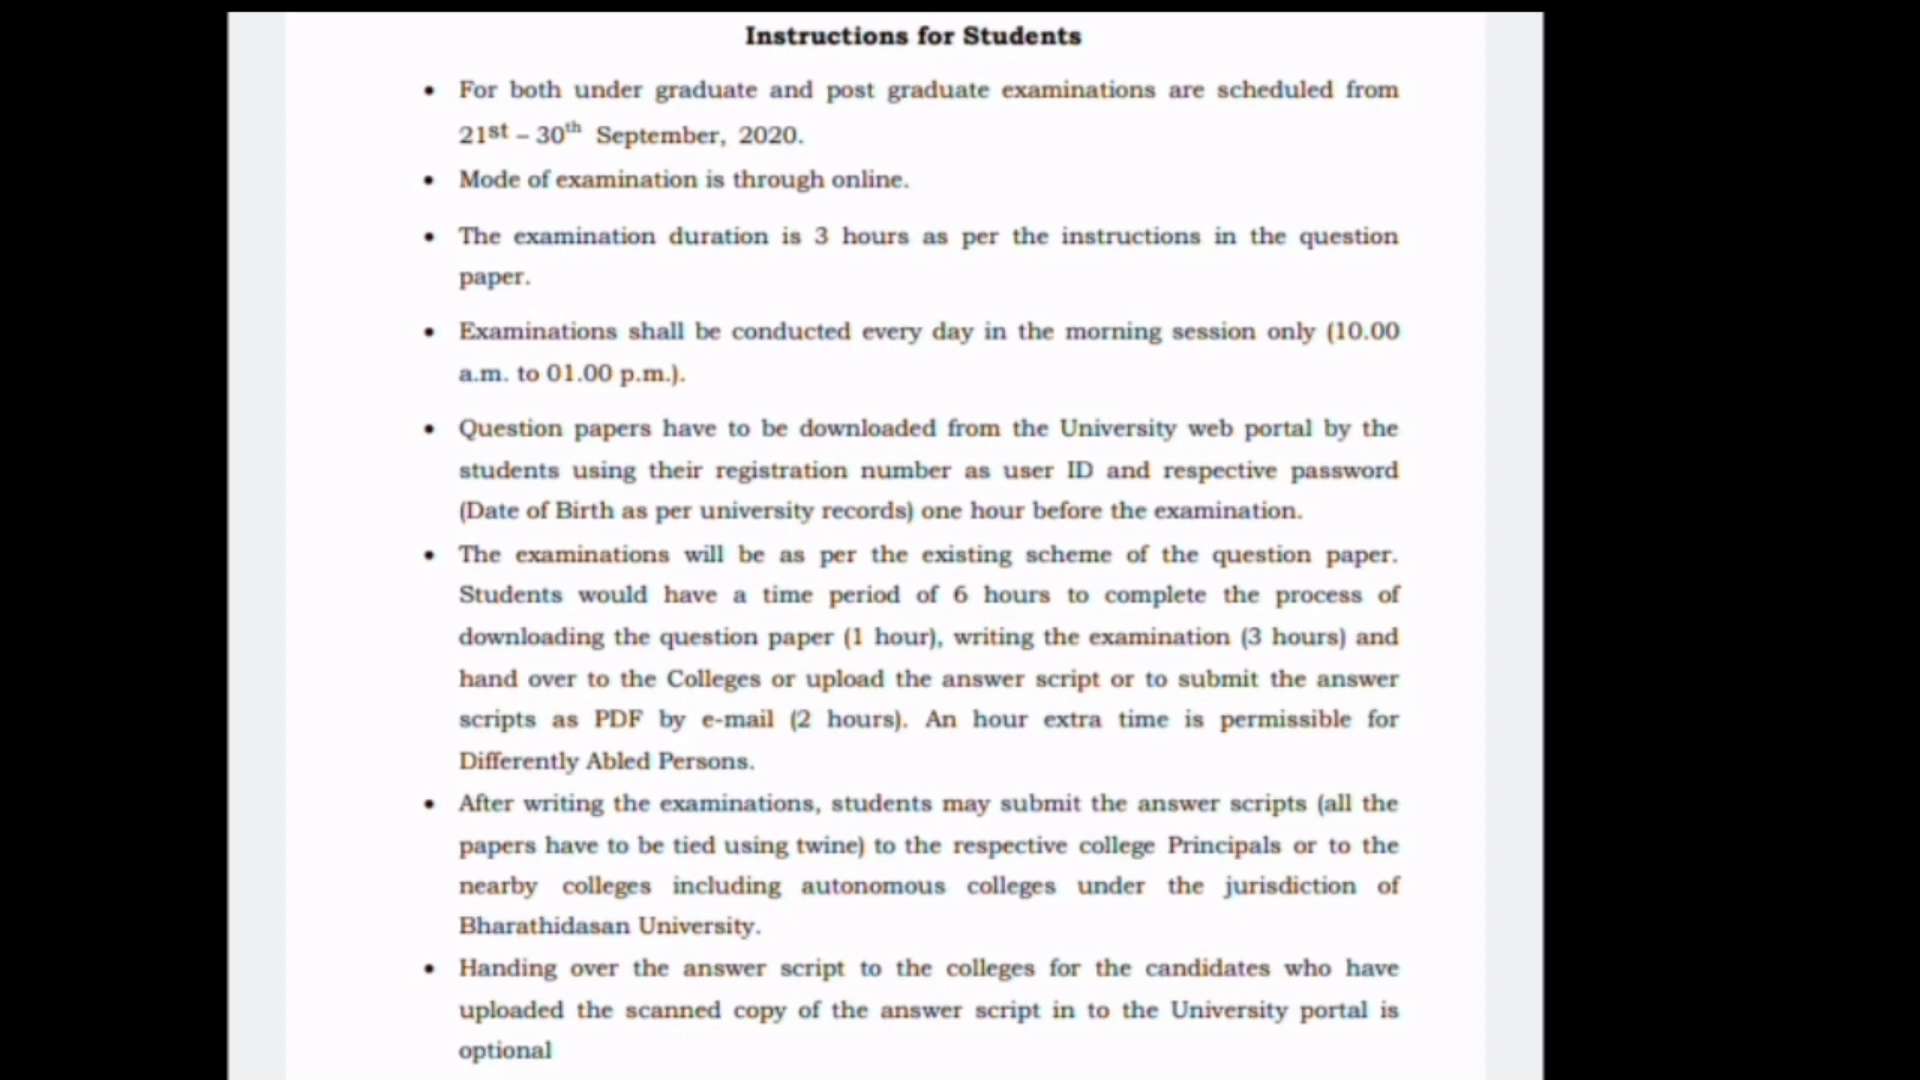 Instructions for Students
• For both under graduate and post graduate examinations are scheduled from
21st – 30th September, 2020.
• Mode of examination is through online.
• The examination duration is 3 hours as per the instructions in the question
paper.
• Examinations shall be conducted every day in the morning session only (10.00
a.m. to 01.00 p.m.).
• Question papers have to be downloaded from the University web portal by the
students using their registration number as user ID and respective password
(Date of Birth as per university records) one hour before the examination.
• The examinations will be as per the existing scheme of the question paper.
Students would have a time period of 6 hours to complete the process of
downloading the question paper (1 hour), writing the examination (3 hours) and
hand over to the Colleges or upload the answer script or to submit the answer
scripts as PDF by e-mail (2 hours). An hour extra time is permissible for
Differently Abled Persons.
• After writing the examinations, students may submit the answer scripts (all the
papers have to be tied using twine) to the respective college Principals or to the
nearby colleges including autonomous colleges under the jurisdiction of
Bharathidasan University.
• Handing over the answer script to the colleges for the candidates who have
uploaded the scanned copy of the answer script in to the University portal is
optional